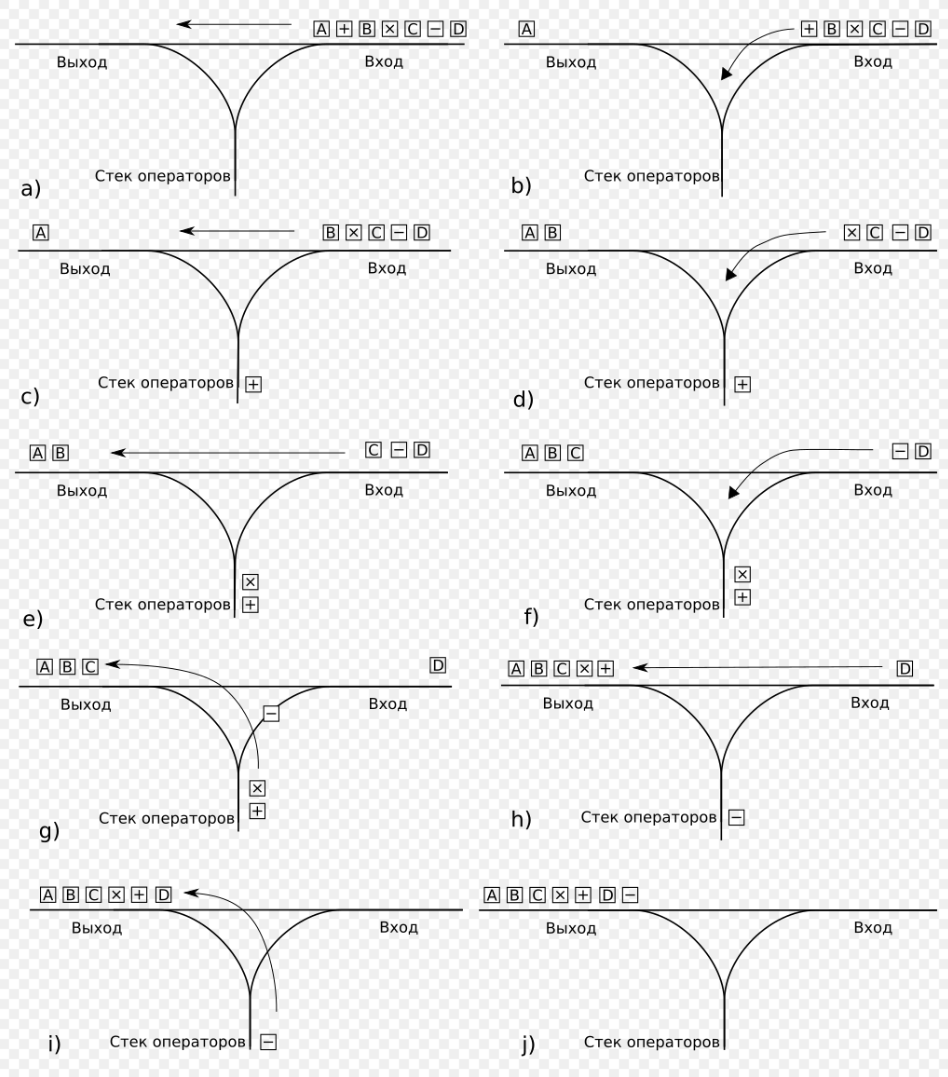 A + B × C − D
Выход Вход
Стек операторов
a)
A + B × C − D
Выход Вход
Стек операторов
b)
A B × C − D
Выход Вход
Стек операторов +
c)
A B × C − D
Выход Вход
Стек операторов +
d)
A B C − D
Выход Вход
×
Стек операторов +
e)
A B C − D
Выход Вход
×
Стек операторов +
f)
A B C D
Выход Вход
−
×
+
Стек операторов
g)
A B C × + D
Выход Вход
Стек операторов −
h)
A B C × + D
Выход Вход
Стек операторов −
i)
A B C × + D −
Выход Вход
Стек операторов
j)